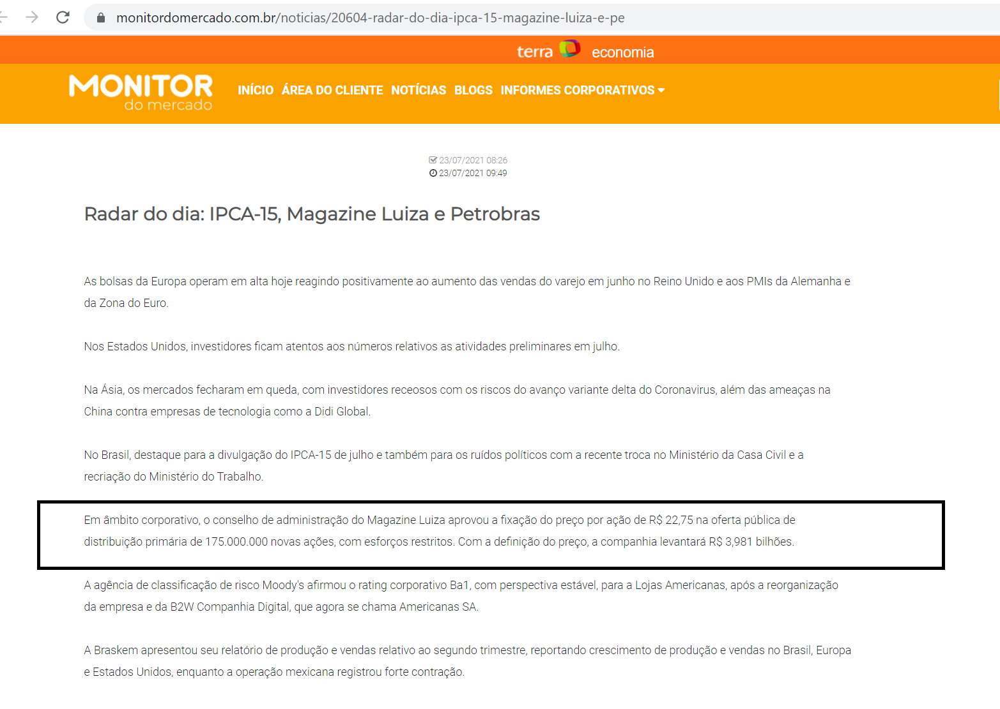 monitordomercado.com.br/noticias/20604-radar-do-dia-ipca-15-magazine-luiza-e-pe
terra economia
MONITOR
do mercado
INÍCIO ÁREA DO CLIENTE NOTÍCIAS BLOGS INFORMES CORPORATIVOS
23/07/2021 08:26
23/07/2021 09:49
Radar do dia: IPCA-15, Magazine Luiza e Petrobras
As bolsas da Europa operam em alta hoje reagindo positivamente ao aumento das vendas do varejo em junho no Reino Unido e aos PMIs da Alemanha e
da Zona do Euro.
Nos Estados Unidos, investidores ficam atentos aos números relativos as atividades preliminares em julho.
Na Ásia, os mercados fecharam em queda, com investidores receosos com os riscos do avanço variante delta do Coronavirus, além das ameaças na
China contra empresas de tecnologia como a Didi Global.
No Brasil, destaque para a divulgação do IPCA-15 de julho e também para os ruídos políticos com a recente troca no Ministério da Casa Civil e a
recriação do Ministério do Trabalho.
Em âmbito corporativo, o conselho de administração do Magazine Luiza aprovou a fixação do preço por ação de R$ 22,75 na oferta pública de
distribuição primária de 175.000.000 novas ações, com esforços restritos. Com a definição do preço, a companhia levantará R$ 3,981 bilhões.
A agência de classificação de risco Moody's afirmou o rating corporativo Ba1, com perspectiva estável, para a Lojas Americanas, após a reorganização
da empresa e da B2W Companhia Digital, que agora se chama Americanas SA.
A Braskem apresentou seu relatório de produção e vendas relativo ao segundo trimestre, reportando crescimento de produção e vendas no Brasil, Europa
e Estados Unidos, enquanto a operação mexicana registrou forte contração.